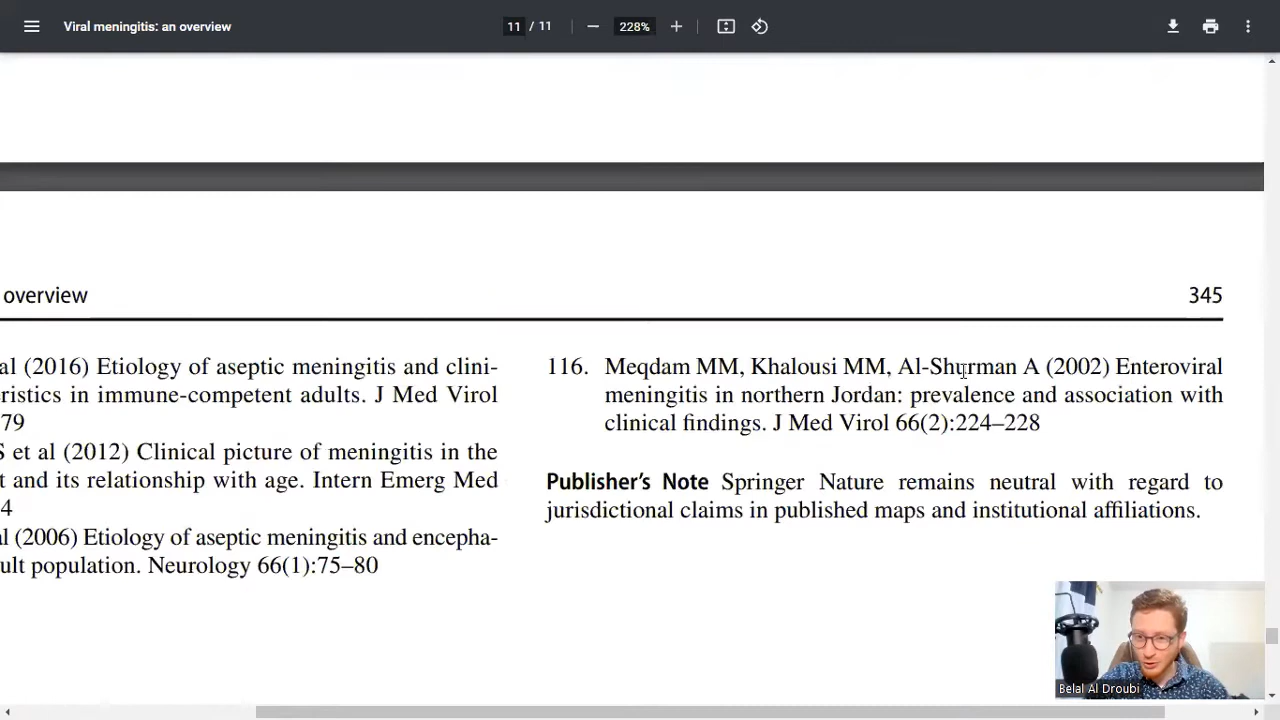 Viral meningitis: an overview
11 / 11
228%
overview
345
al (2016) Etiology of aseptic meningitis and clini-
ristics in immune-competent adults. J Med Virol
79
S et al (2012) Clinical picture of meningitis in the
t and its relationship with age. Intern Emerg Med
4
al (2006) Etiology of aseptic meningitis and encepha-
ult population. Neurology 66(1):75–80
116. Meqdam MM, Khalousi MM, Al-Shurman A (2002) Enteroviral
meningitis in northern Jordan: prevalence and association with
clinical findings. J Med Virol 66(2):224–228
Publisher's Note Springer Nature remains neutral with regard to
jurisdictional claims in published maps and institutional affiliations.
Belal Al Droubi